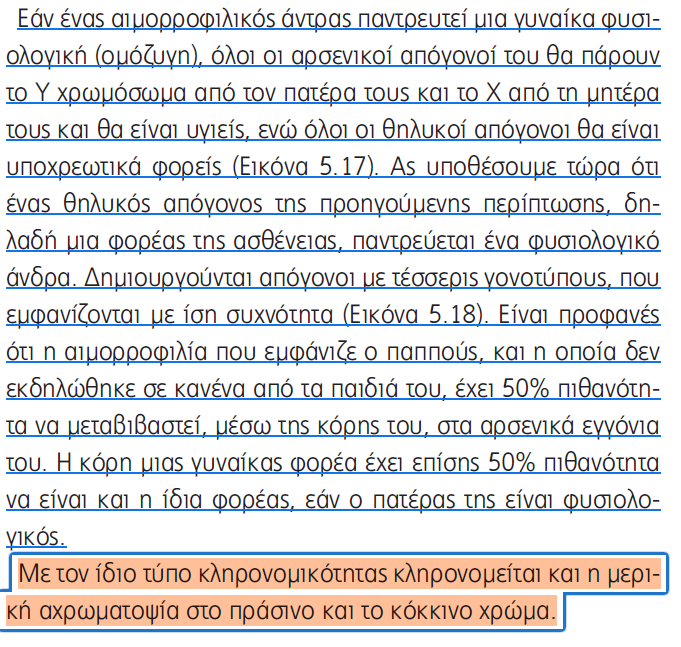 Εάν ένας αιμορροφιλικός άντρας παντρευτεί μια γυναίκα φυσι-
ολογική (ομόζυγη), όλοι οι αρσενικοί απόγονοί του θα πάρουν
το Υ χρωμόσωμα από τον πατέρα τους και το Χ από τη μητέρα
τους και θα είναι υγιείς, ενώ όλοι οι θηλυκοί απόγονοι θα είναι
υποχρεωτικά φορείς (Εικόνα 5.17). Ας υποθέσουμε τώρα ότι
ένας θηλυκός απόγονος της προηγούμενης περίπτωσης, δη-
λαδή μια φορέας της ασθένειας, παντρεύεται ένα φυσιολογικό
άνδρα. Δημιουργούνται απόγονοι με τέσσερις γονοτύπους, που
εμφανίζονται με ίση συχνότητα (Εικόνα 5.18). Είναι προφανές
ότι η αιμορροφιλία που εμφάνιζε ο παππούς, και η οποία δεν
εκδηλώθηκε σε κανένα από τα παιδιά του, έχει 50% πιθανότη-
τα να μεταβιβαστεί, μέσω της κόρης του, στα αρσενικά εγγόνια
του. Η κόρη μιας γυναίκας φορέα έχει επίσης 50% πιθανότητα
να είναι και η ίδια φορέας, εάν ο πατέρας της είναι φυσιολο-
γικός.
Με τον ίδιο τύπο κληρονομικότητας κληρονομείται και η μερι-
κή αχρωματοψία στο πράσινο και το κόκκινο χρώμα.